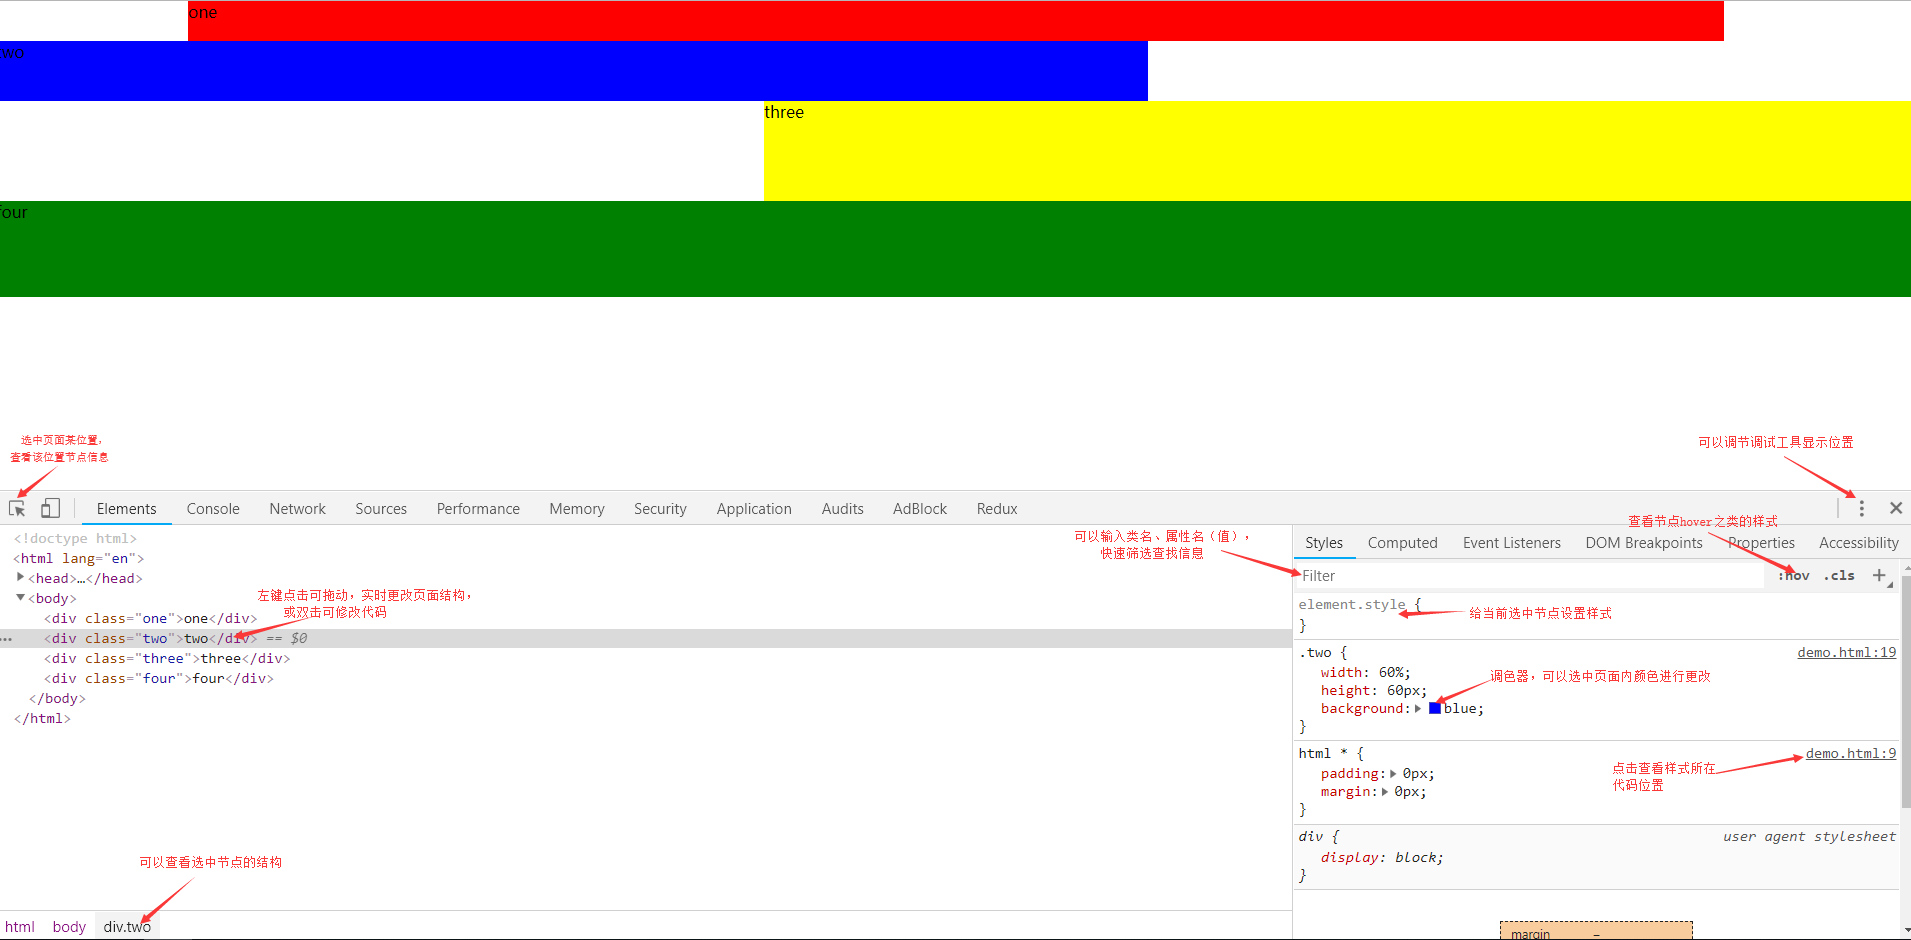 one
two
three
four
选中页面某位置，
查看该位置节点信息
可以调节调试工具显示位置
Elements Console Network Sources Performance Memory Security Application Audits AdBlock Redux
<!doctype html>
<html lang="en">
<head>…</head>
<body>
<div class="one">one</div>
<div class="two">two</div> == $0
<div class="three">three</div>
<div class="four">four</div>
</body>
</html>
左键点击可拖动，实时更改页面结构，
或双击可修改代码
可以查看选中节点的结构
html body div.two
可以输入类名、属性名（值），
快速筛选查找信息
查看节点hover之类的样式
Styles Computed Event Listeners DOM Breakpoints Properties Accessibility
Filter :hov .cls +
element.style {
}
给当前选中节点设置样式
.two { demo.html:19
width: 60%;
height: 60px;
background: blue;
}
调色器，可以选中页面内颜色进行更改
html * { demo.html:9
padding: 0px;
margin: 0px;
}
点击查看样式所在
代码位置
div { user agent stylesheet
display: block;
}
margin –